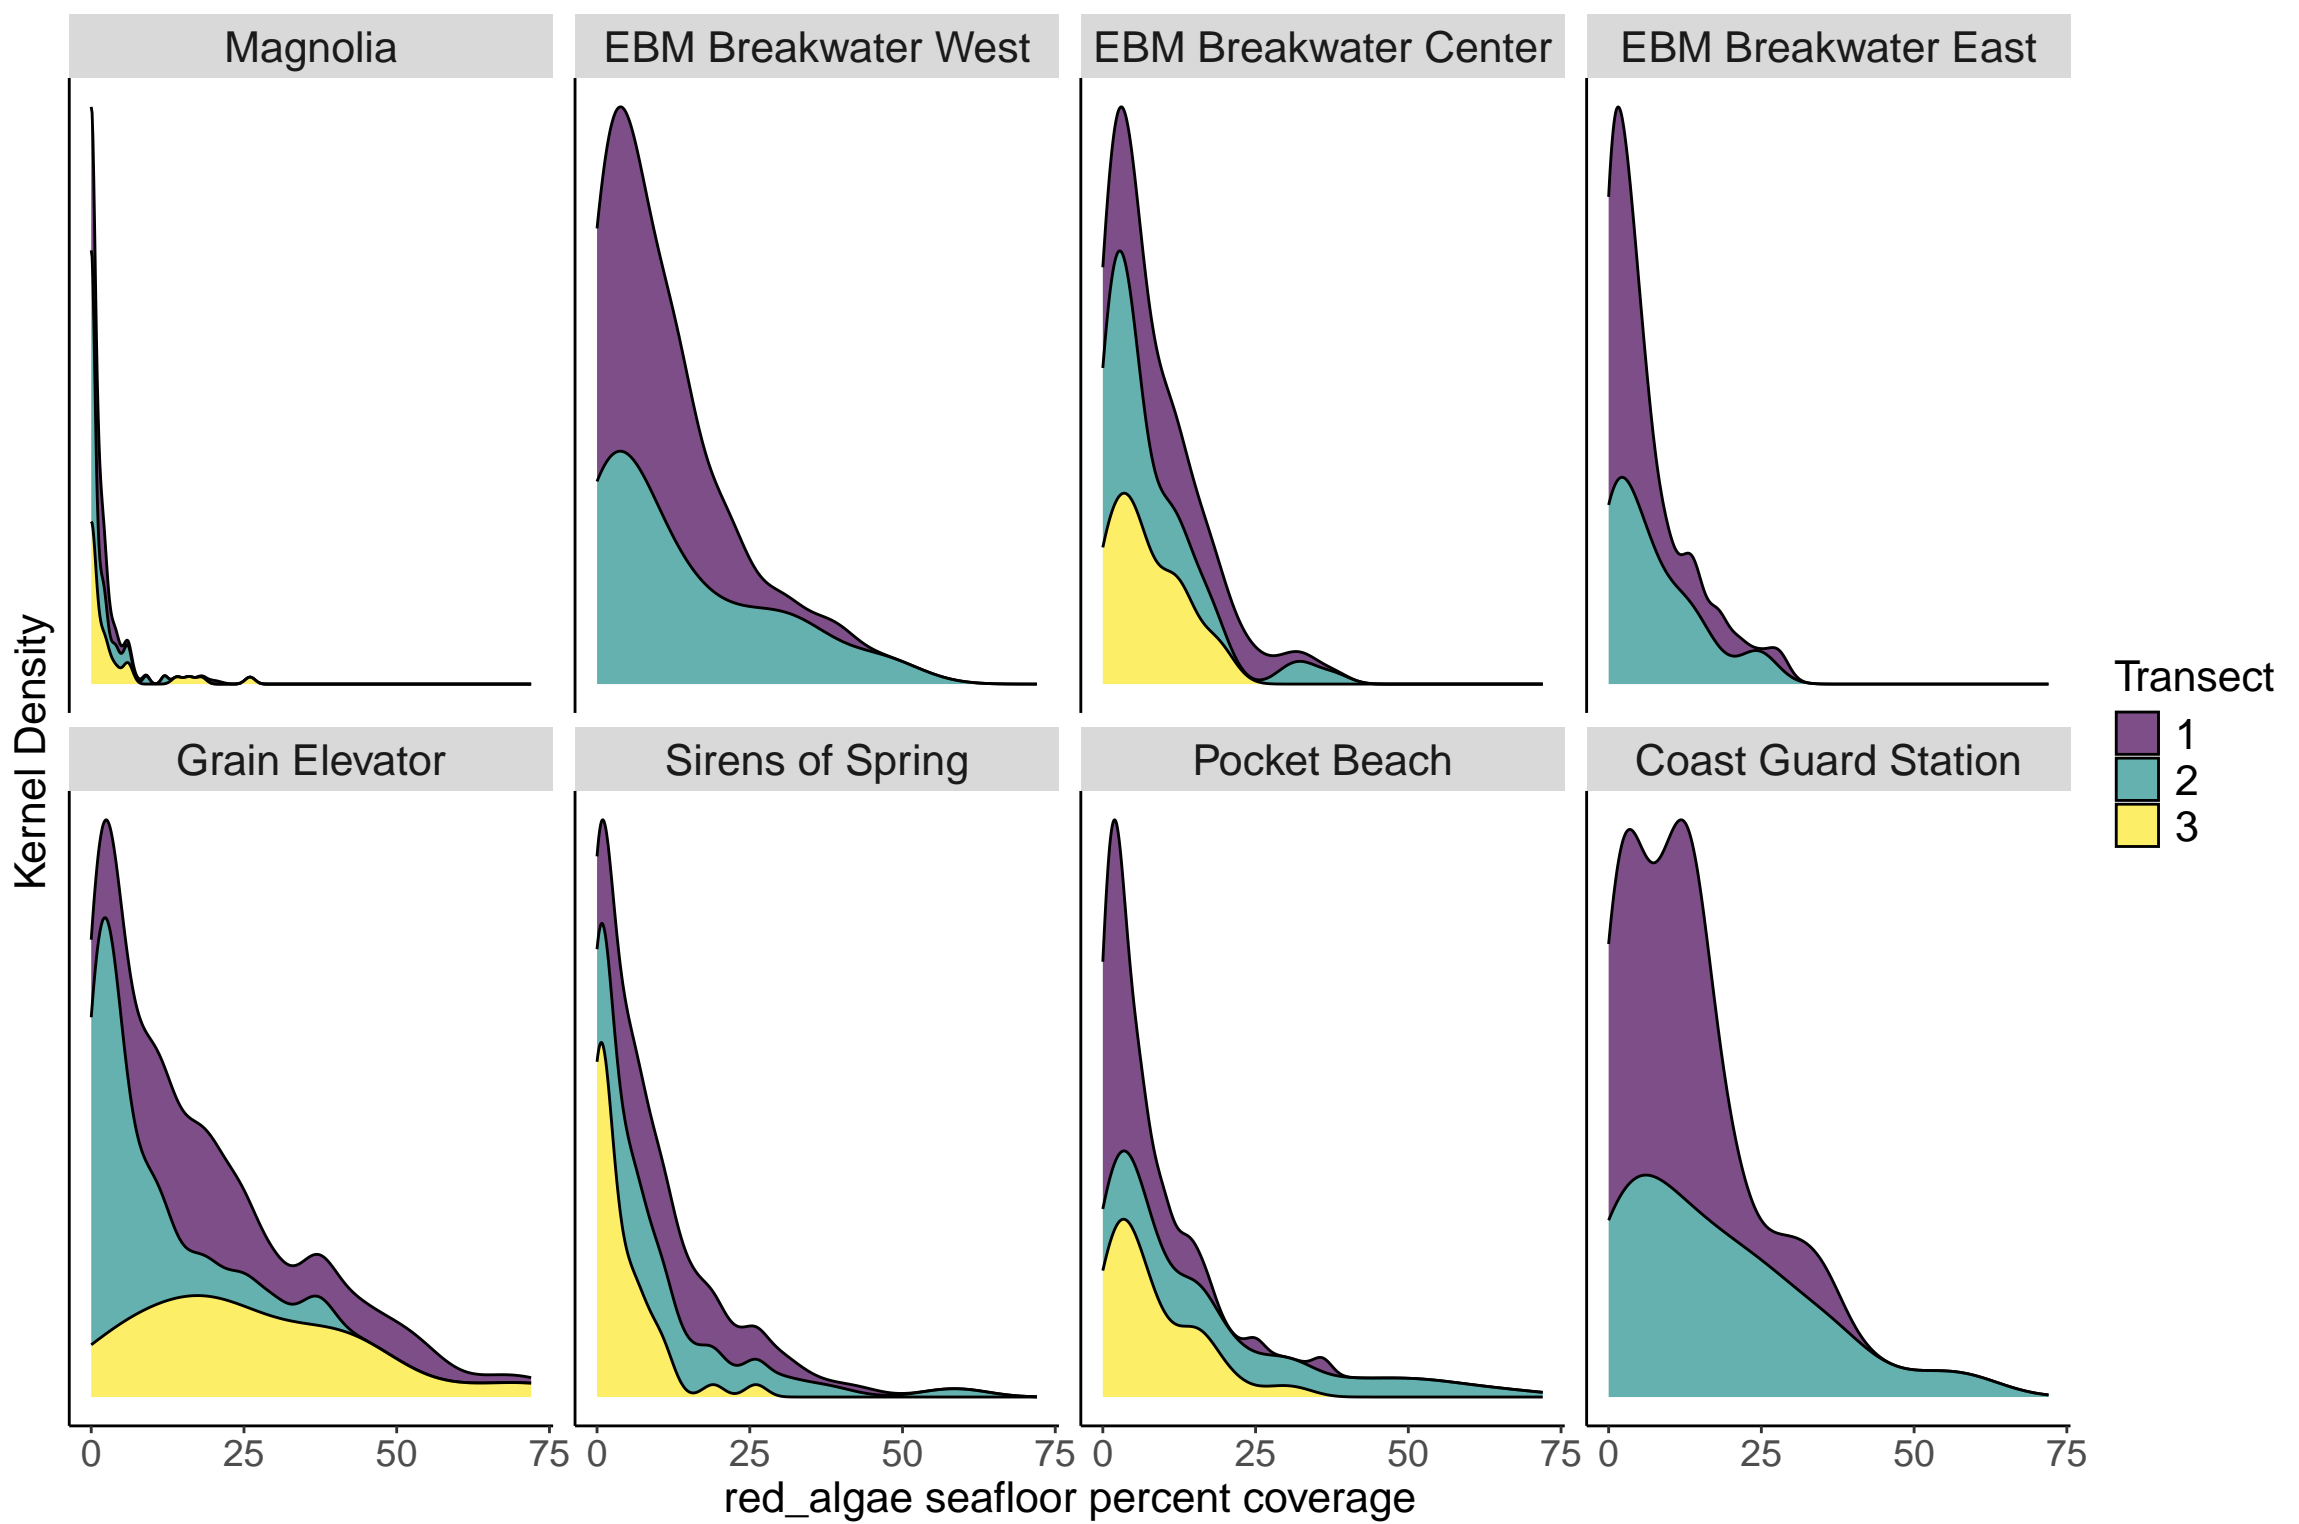 Magnolia
EBM Breakwater West
EBM Breakwater Center
EBM Breakwater East
Kernel Density
Grain Elevator
Sirens of Spring
Pocket Beach
Coast Guard Station
Transect
1
2
3
0 25 50 75 0 25 50 75 0 25 50 75 0 25 50 75
red_algae seafloor percent coverage